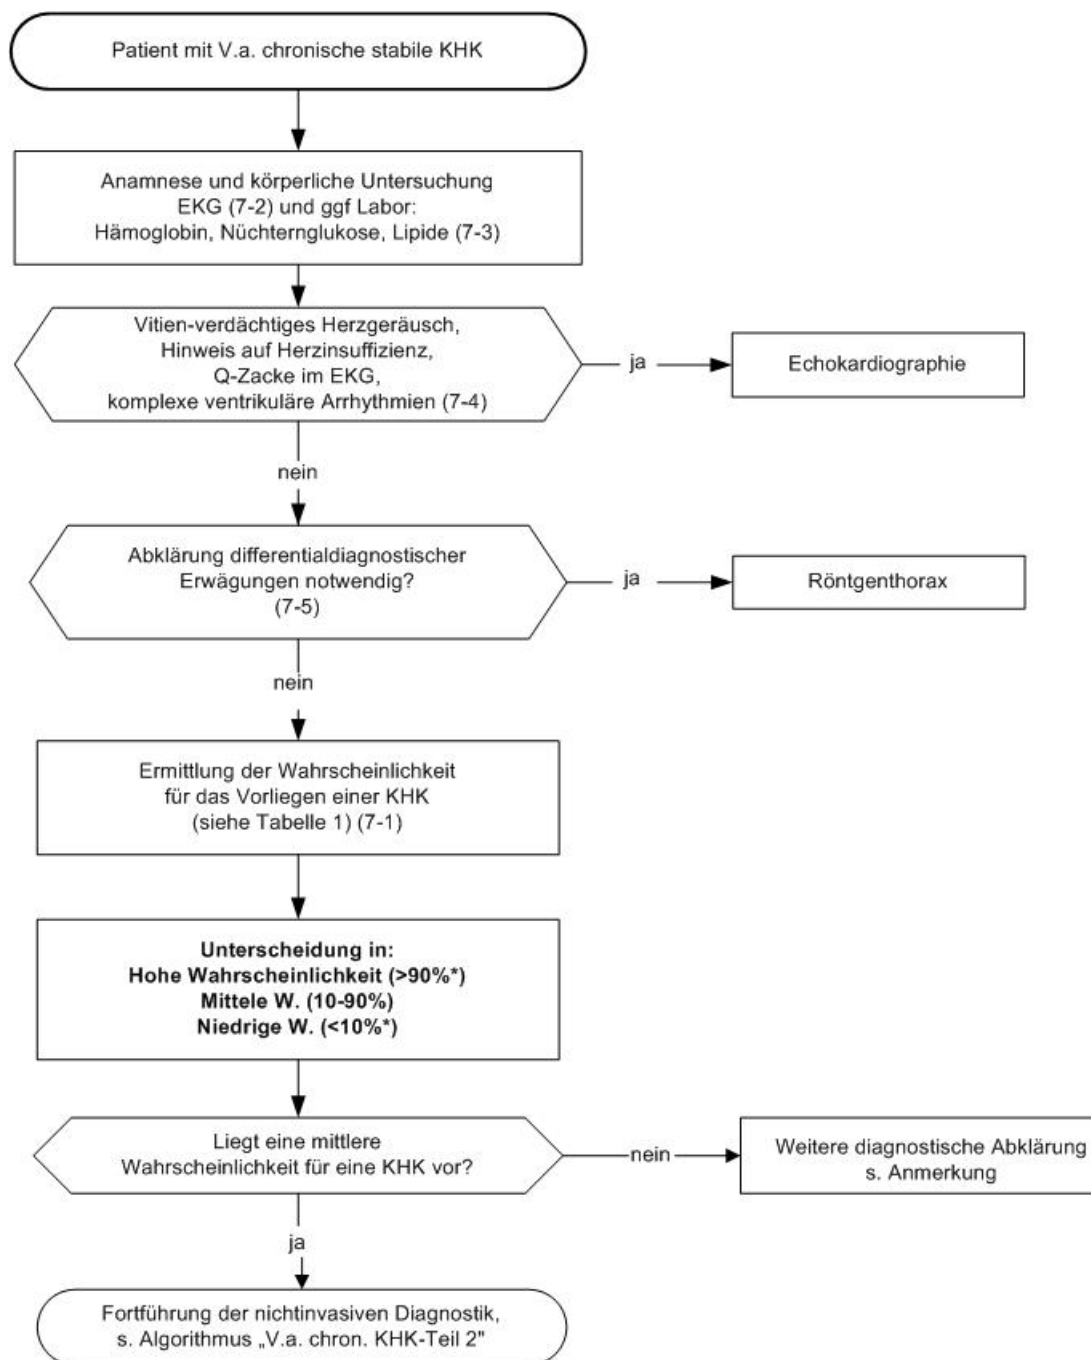 Patient mit V.a. chronische stabile KHK
Anamnese und körperliche Untersuchung
EKG (7-2) und ggf Labor:
Hämoglobin, Nüchternglukose, Lipide (7-3)
Vitien-verdächtiges Herzgeräusch,
Hinweis auf Herzinsuffizienz,
Q-Zacke im EKG,
komplexe ventrikuläre Arrhythmien (7-4)
ja
Echokardiographie
nein
Abklärung differentialdiagnostischer
Erwägungen notwendig?
(7-5)
ja
Röntgenthorax
nein
Ermittlung der Wahrscheinlichkeit
für das Vorliegen einer KHK
(siehe Tabelle 1) (7-1)
Unterscheidung in:
Hohe Wahrscheinlichkeit (>90%*)
Mittele W. (10-90%)
Niedrige W. (<10%*)
Liegt eine mittlere
Wahrscheinlichkeit für eine KHK vor?
nein
Weitere diagnostische Abklärung
s. Anmerkung
ja
Fortführung der nichtinvasiven Diagnostik,
s. Algorithmus „V.a. chron. KHK-Teil 2"